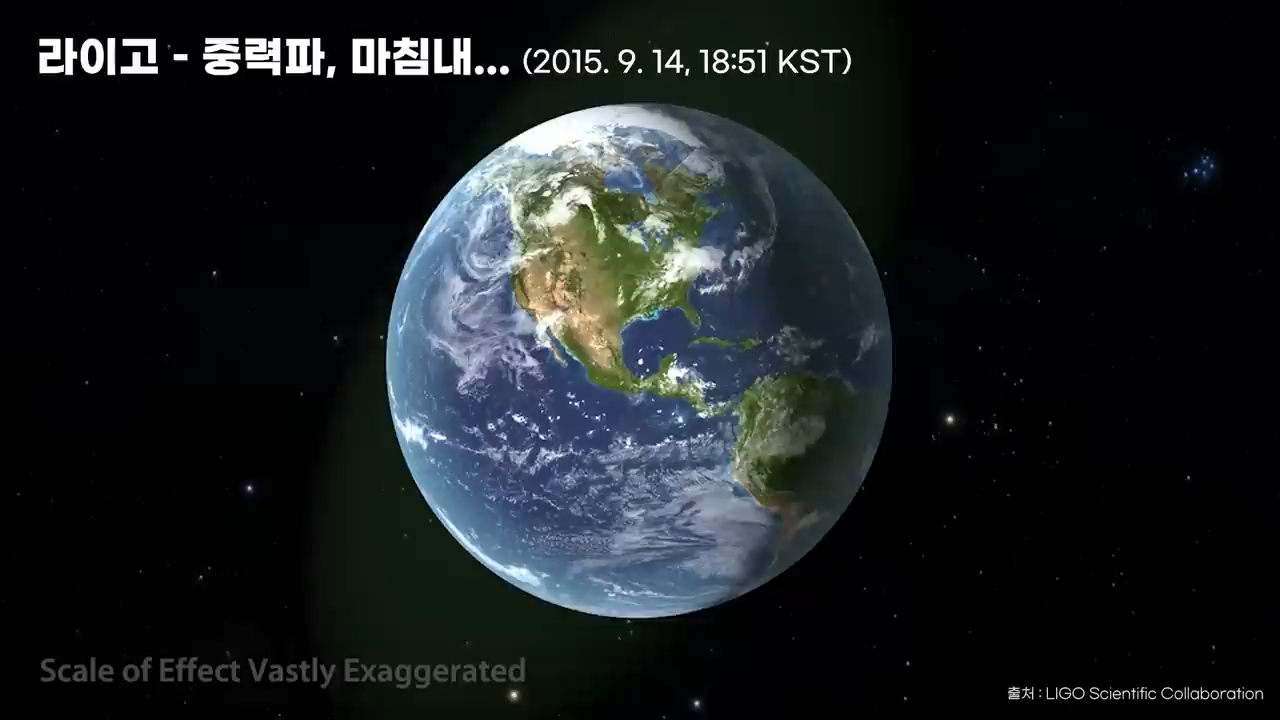 라이고 - 중력파, 마침내... (2015. 9. 14, 18:51 KST)
Scale of Effect Vastly Exaggerated
출처 : LIGO Scientific Collaboration